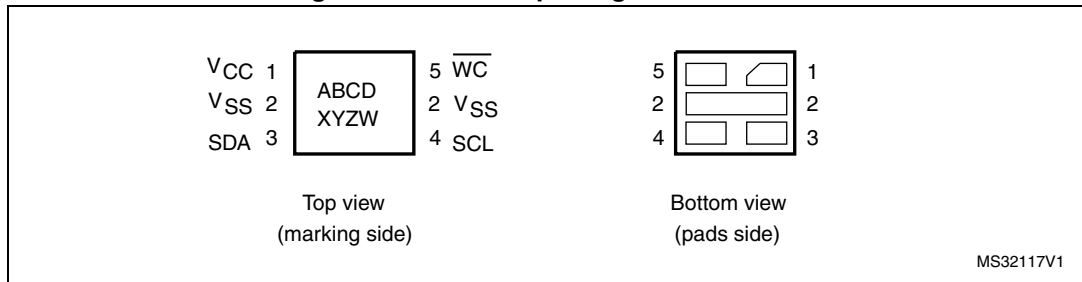 VCC 1 ABCD 5 W̅C̅ 5 1
VSS 2 XYZW 2 VSS 2 2
SDA 3 4 SCL 4 3
Top view Bottom view
(marking side) (pads side)
MS32117V1